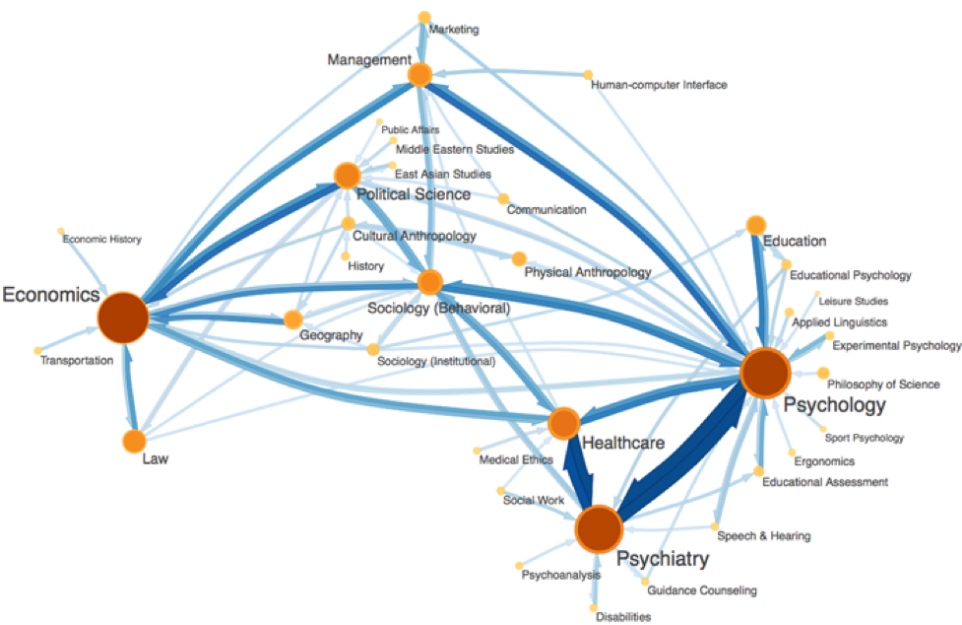 Marketing
Management
Human-computer Interface
Public Affairs
Middle Eastern Studies
East Asian Studies
Political Science
Communication
Cultural Anthropology
Economic History
Education
History
Physical Anthropology
Educational Psychology
Economics
Sociology (Behavioral)
Leisure Studies
Applied Linguistics
Geography
Experimental Psychology
Transportation
Sociology (Institutional)
Philosophy of Science
Psychology
Sport Psychology
Healthcare
Law
Medical Ethics
Ergonomics
Educational Assessment
Social Work
Speech & Hearing
Psychiatry
Psychoanalysis
Guidance Counseling
Disabilities